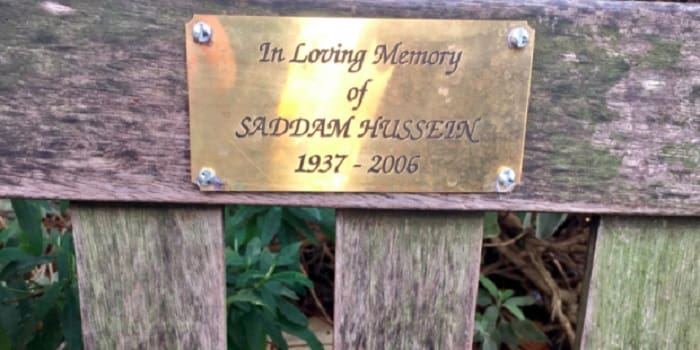 In Loving Memory
of
SADDAM HUSSEIN
1937 - 2006